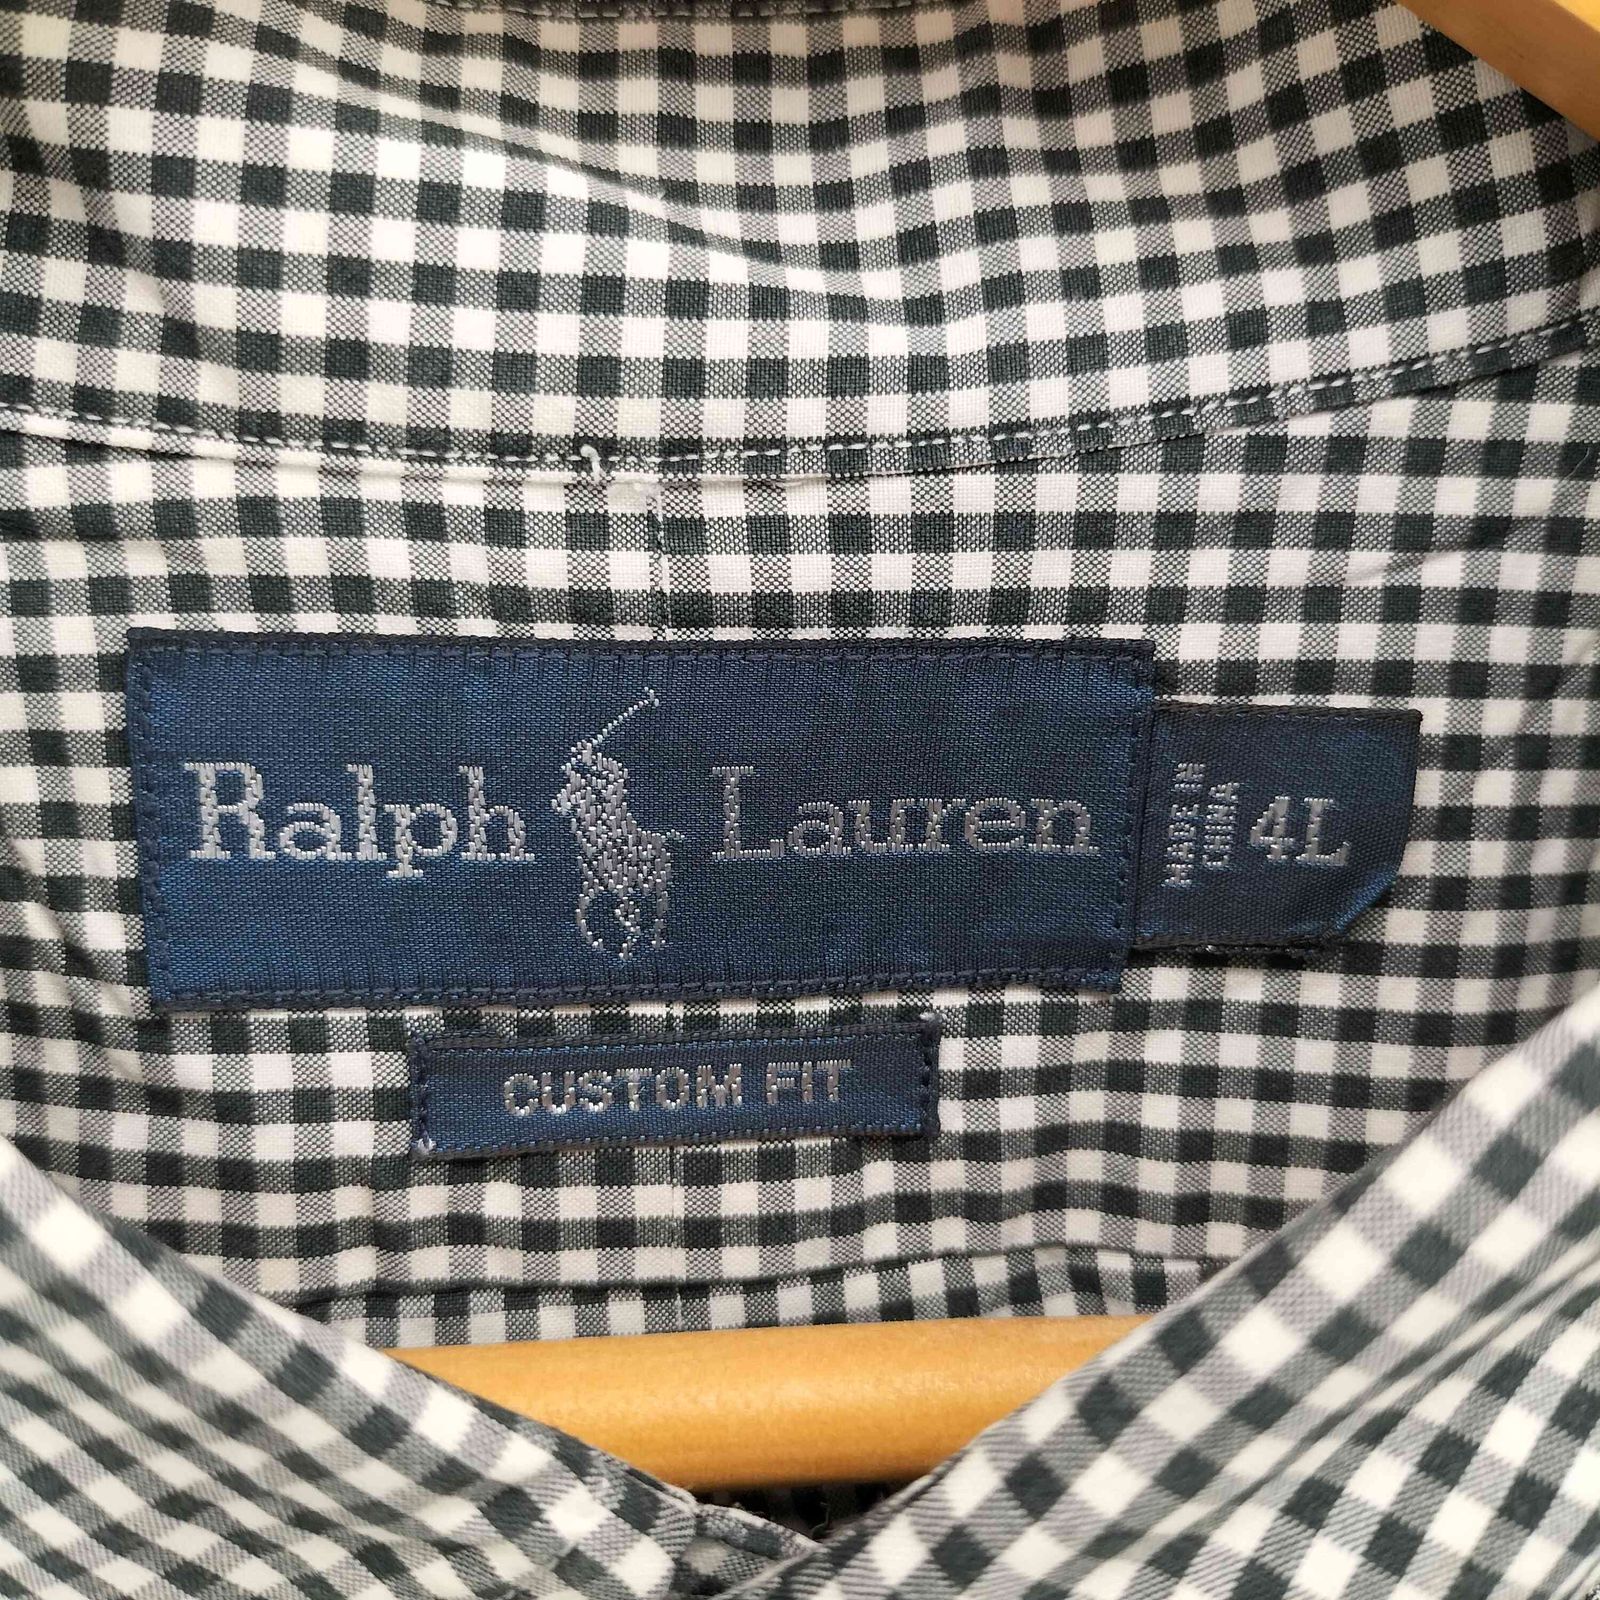 Ralph Lauren
MADE IN
CHINA
4L
CUSTOM FIT